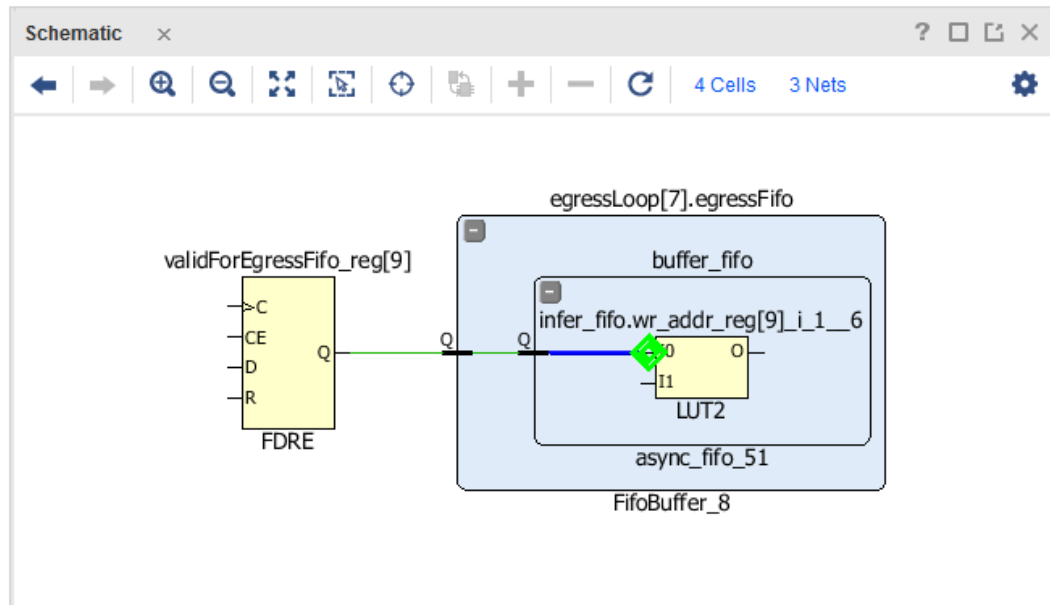 Schematic
4 Cells 3 Nets
egressLoop[7].egressFifo
validForEgressFifo_reg[9]
buffer_fifo
infer_fifo.wr_addr_reg[9]_i_1__6
C
CE
D
R
Q
Q
Q
O
I1
LUT2
FDRE
async_fifo_51
FifoBuffer_8